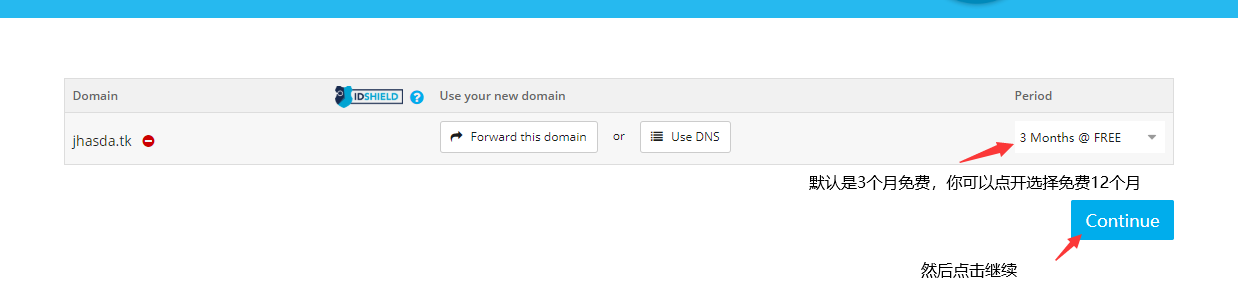 Domain IDSHIELD ? Use your new domain Period
jhasda.tk Forward this domain or Use DNS 3 Months @ FREE
默认是3个月免费，你可以点开选择免费12个月
Continue
然后点击继续